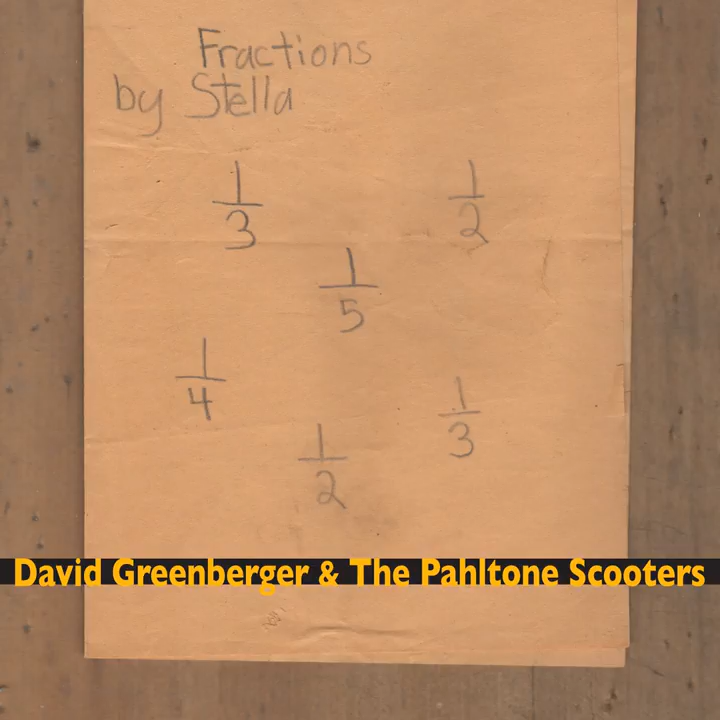 Fractions
by Stella
1/3
1/2
1/5
1/4
1/3
1/2
David Greenberger & The Pahltone Scooters